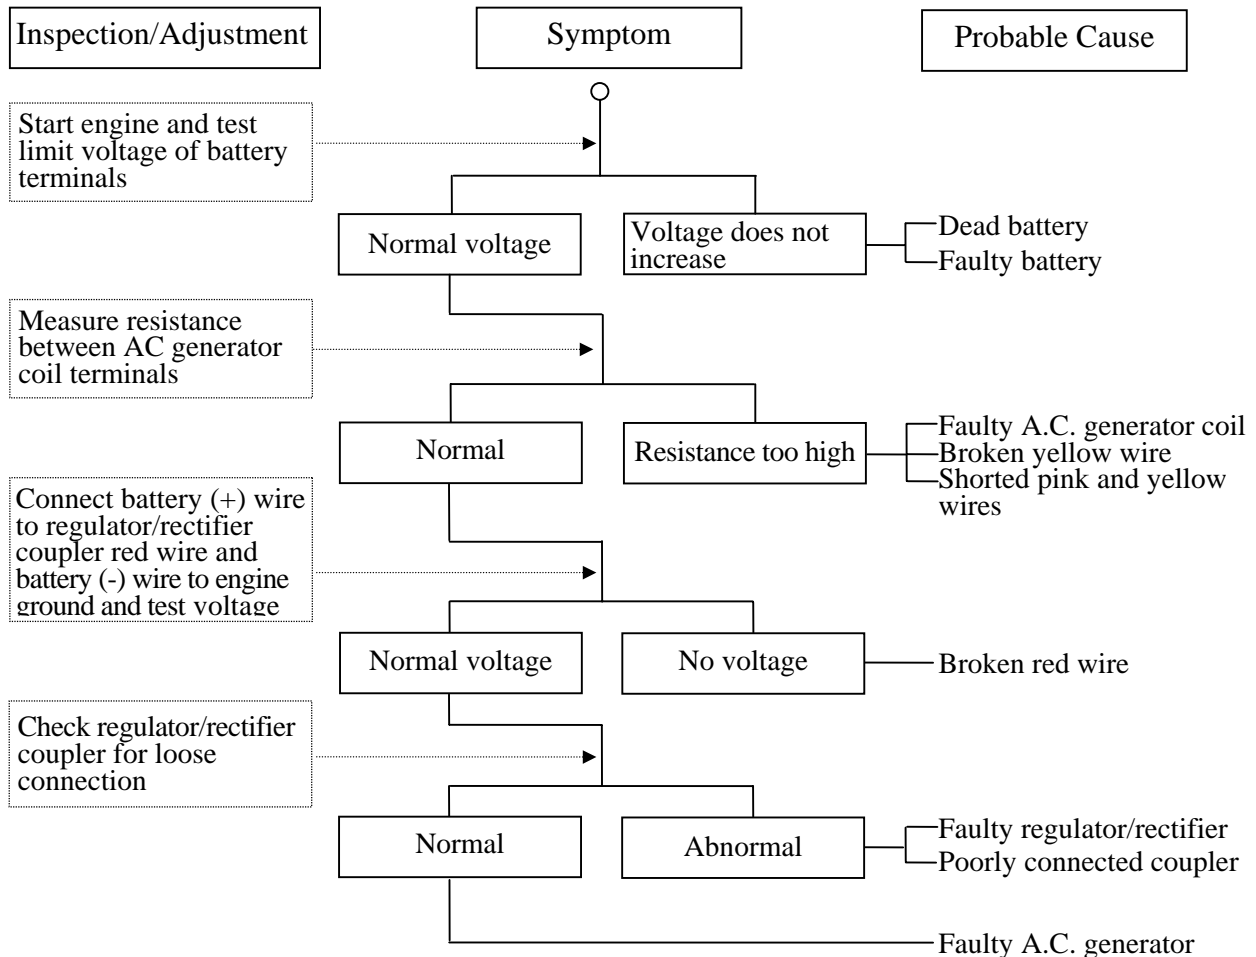 Inspection/Adjustment
Symptom
Probable Cause
Start engine and test
limit voltage of battery
terminals
Normal voltage
Voltage does not
increase
Dead battery
Faulty battery
Measure resistance
between AC generator
coil terminals
Normal
Resistance too high
Faulty A.C. generator coil
Broken yellow wire
Shorted pink and yellow
wires
Connect battery (+) wire
to regulator/rectifier
coupler red wire and
battery (-) wire to engine
ground and test voltage
Normal voltage
No voltage
Broken red wire
Check regulator/rectifier
coupler for loose
connection
Normal
Abnormal
Faulty regulator/rectifier
Poorly connected coupler
Faulty A.C. generator